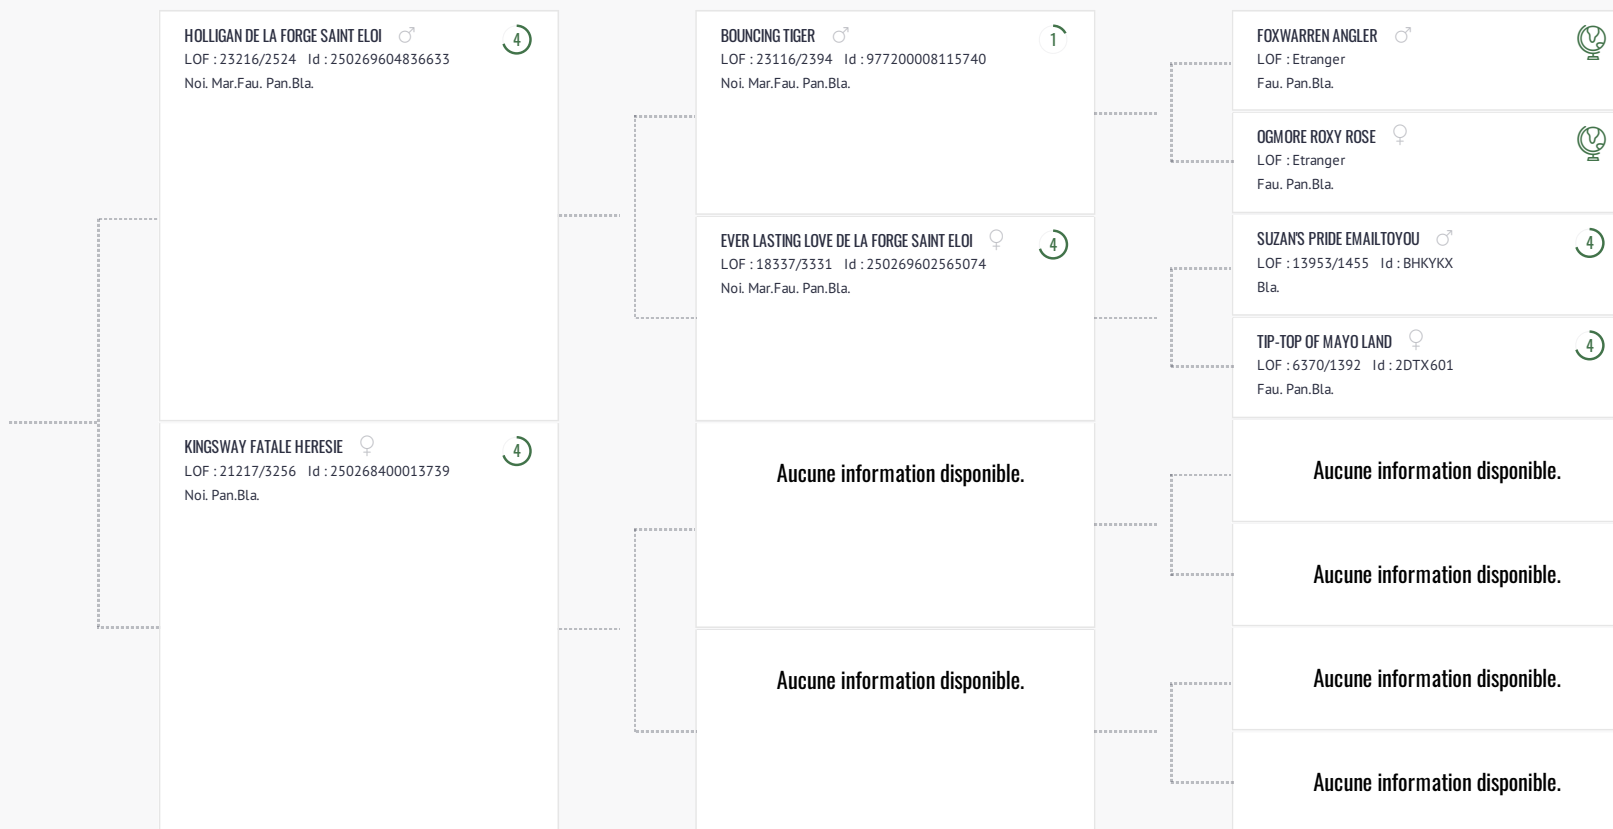 HOLLIGAN DE LA FORGE SAINT ELOI
4
LOF : 23216/2524 Id : 250269604836633
Noi. Mar.Fau. Pan.Bla.
KINGSWAY FATALE HERESIE
4
LOF : 21217/3256 Id : 250268400013739
Noi. Pan.Bla.
BOUNCING TIGER
1
LOF : 23116/2394 Id : 977200008115740
Noi. Mar.Fau. Pan.Bla.
EVER LASTING LOVE DE LA FORGE SAINT ELOI
4
LOF : 18337/3331 Id : 250269602565074
Noi. Mar.Fau. Pan.Bla.
Aucune information disponible.
Aucune information disponible.
FOXWARREN ANGLER
LOF : Etranger
Fau. Pan.Bla.
OGMORE ROXY ROSE
LOF : Etranger
Fau. Pan.Bla.
SUZAN'S PRIDE EMAILTOYOU
4
LOF : 13953/1455 Id : BHKYKX
Bla.
TIP-TOP OF MAYO LAND
4
LOF : 6370/1392 Id : 2DTX601
Fau. Pan.Bla.
Aucune information disponible.
Aucune information disponible.
Aucune information disponible.
Aucune information disponible.